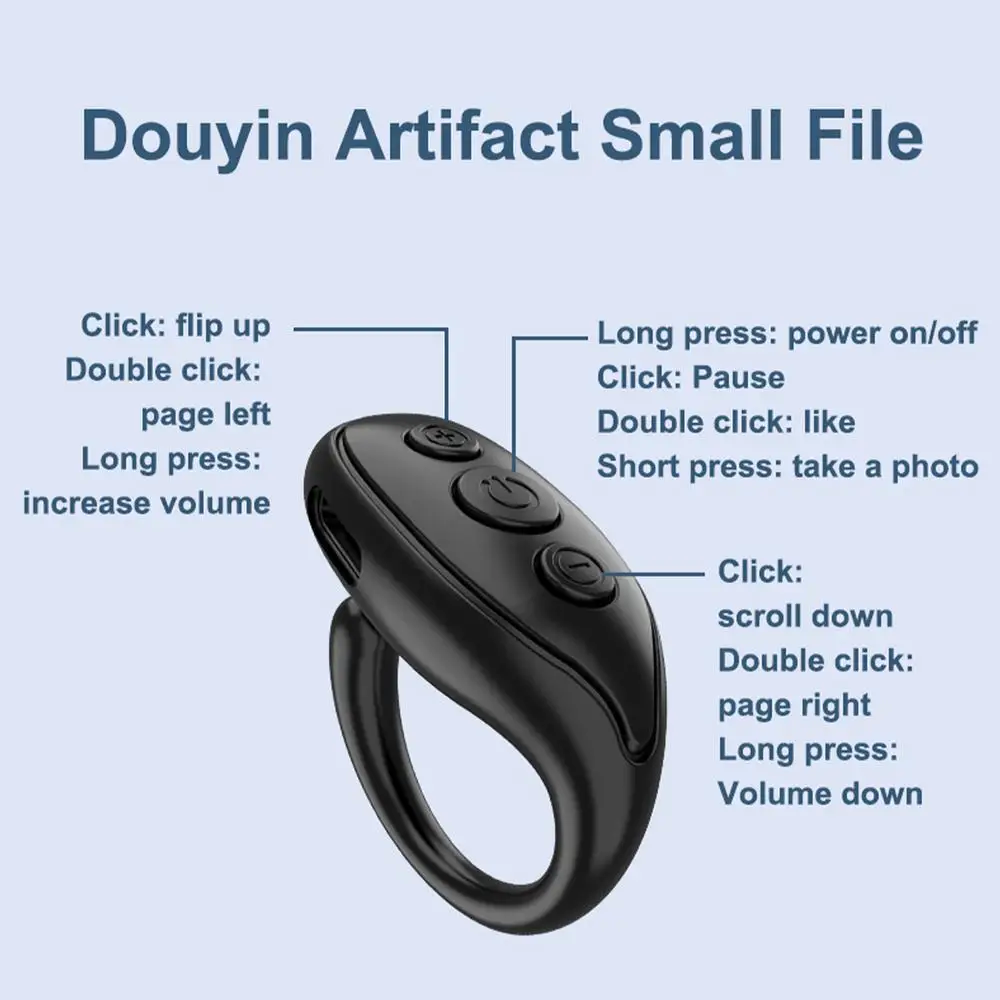 Douyin Artifact Small File
Click: flip up
Double click:
page left
Long press:
increase volume
Long press: power on/off
Click: Pause
Double click: like
Short press: take a photo
Click:
scroll down
Double click:
page right
Long press:
Volume down